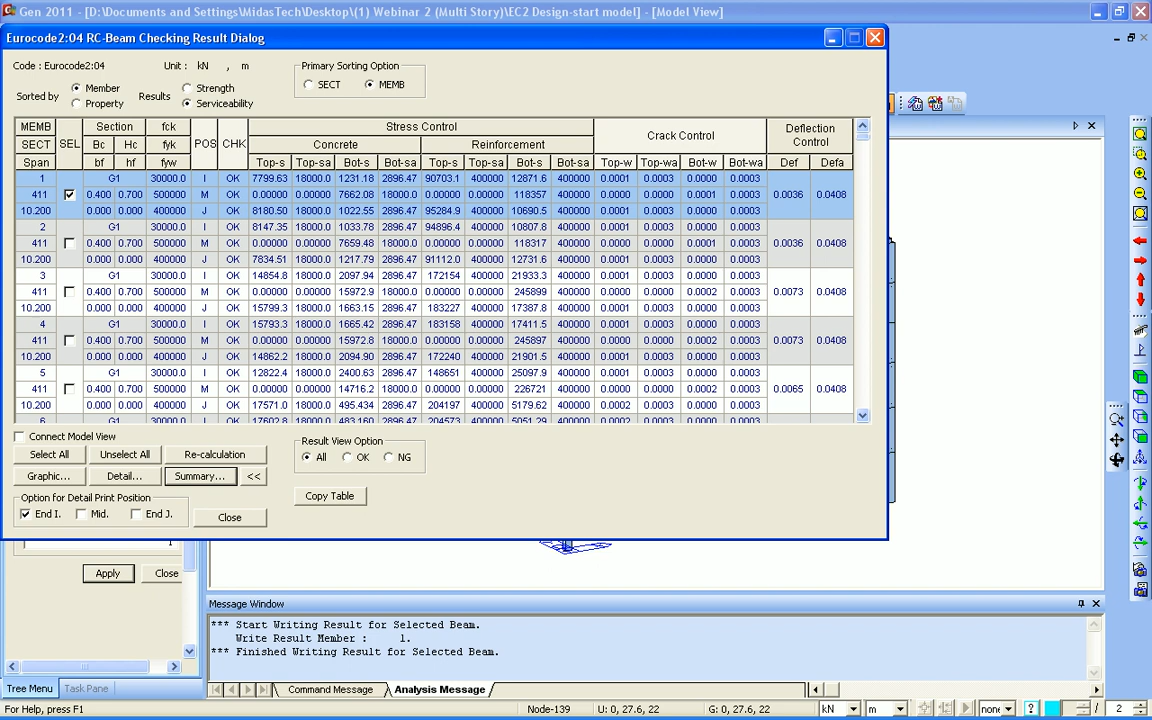 Gen 2011 - [D:\Documents and Settings\MidasTech\Desktop\(1) Webinar 2 (Multi Story)\EC2 Design-start model] - [Model View]
Eurocode2:04 RC-Beam Checking Result Dialog
Code : Eurocode2:04 Unit : kN , m
Primary Sorting Option
SECT MEMB
Sorted by Member Property Results Strength Serviceability
MEMB Section fck Stress Control Crack Control Deflection Control
SECT SEL Bc Hc fyk POS CHK Concrete Reinforcement
Span bf hf fyw Top-s Top-sa Bot-s Bot-sa Top-s Top-sa Bot-s Bot-sa Top-w Top-wa Bot-w Bot-wa Def Defa
1 G1 30000.0 I OK 7799.63 18000.0 1231.18 2896.47 90703.1 400000 12871.6 400000 0.0001 0.0003 0.0000 0.0003
411 0.400 0.700 500000 M OK 0.00000 0.00000 7662.08 18000.0 0.00000 0.00000 118357 400000 0.0000 0.0000 0.0001 0.0003 0.0036 0.0408
10.200 0.000 0.000 400000 J OK 8180.50 18000.0 1022.55 2896.47 95284.9 400000 10690.5 400000 0.0001 0.0003 0.0000 0.0003
2 G1 30000.0 I OK 8147.35 18000.0 1033.78 2896.47 94896.4 400000 10807.8 400000 0.0001 0.0003 0.0000 0.0003
411 0.400 0.700 500000 M OK 0.00000 0.00000 7659.48 18000.0 0.00000 0.00000 118317 400000 0.0000 0.0000 0.0001 0.0003 0.0036 0.0408
10.200 0.000 0.000 400000 J OK 7834.51 18000.0 1217.79 2896.47 91112.0 400000 12731.6 400000 0.0001 0.0003 0.0000 0.0003
3 G1 30000.0 I OK 14854.8 18000.0 2097.94 2896.47 172154 400000 21933.3 400000 0.0001 0.0003 0.0000 0.0003
411 0.400 0.700 500000 M OK 0.00000 0.00000 15972.9 18000.0 0.00000 0.00000 245899 400000 0.0000 0.0000 0.0002 0.0003 0.0073 0.0408
10.200 0.000 0.000 400000 J OK 15799.3 18000.0 1663.15 2896.47 183227 400000 17387.8 400000 0.0001 0.0003 0.0000 0.0003
4 G1 30000.0 I OK 15793.3 18000.0 1665.42 2896.47 183158 400000 17411.5 400000 0.0001 0.0003 0.0000 0.0003
411 0.400 0.700 500000 M OK 0.00000 0.00000 15972.8 18000.0 0.00000 0.00000 245897 400000 0.0000 0.0000 0.0002 0.0003 0.0073 0.0408
10.200 0.000 0.000 400000 J OK 14862.2 18000.0 2094.90 2896.47 172240 400000 21901.5 400000 0.0001 0.0003 0.0000 0.0003
5 G1 30000.0 I OK 12822.4 18000.0 2400.63 2896.47 148651 400000 25097.9 400000 0.0001 0.0003 0.0000 0.0003
411 0.400 0.700 500000 M OK 0.00000 0.00000 14716.2 18000.0 0.00000 0.00000 226721 400000 0.0000 0.0000 0.0002 0.0003 0.0065 0.0408
10.200 0.000 0.000 400000 J OK 17571.0 18000.0 495.434 2896.47 204197 400000 5179.62 400000 0.0002 0.0003 0.0000 0.0003
6 G1 30000.0 I OK 17602.8 18000.0 483.160 2896.47 204573 400000 5051.29 400000 0.0002 0.0003 0.0000 0.0003
Connect Model View
Select All Unselect All Re-calculation
Graphic... Detail... Summary... <<
Option for Detail Print Position
End I. Mid. End J. Close
Result View Option
All OK NG
Copy Table
1
Apply Close
Message Window
*** Start Writing Result for Selected Beam.
Write Result Member : 1.
*** Finished Writing Result for Selected Beam.
Command Message Analysis Message
Tree Menu Task Pane
For Help, press F1 Node-139 U: 0, 27.6, 22 G: 0, 27.6, 22 kN m none ? / 2